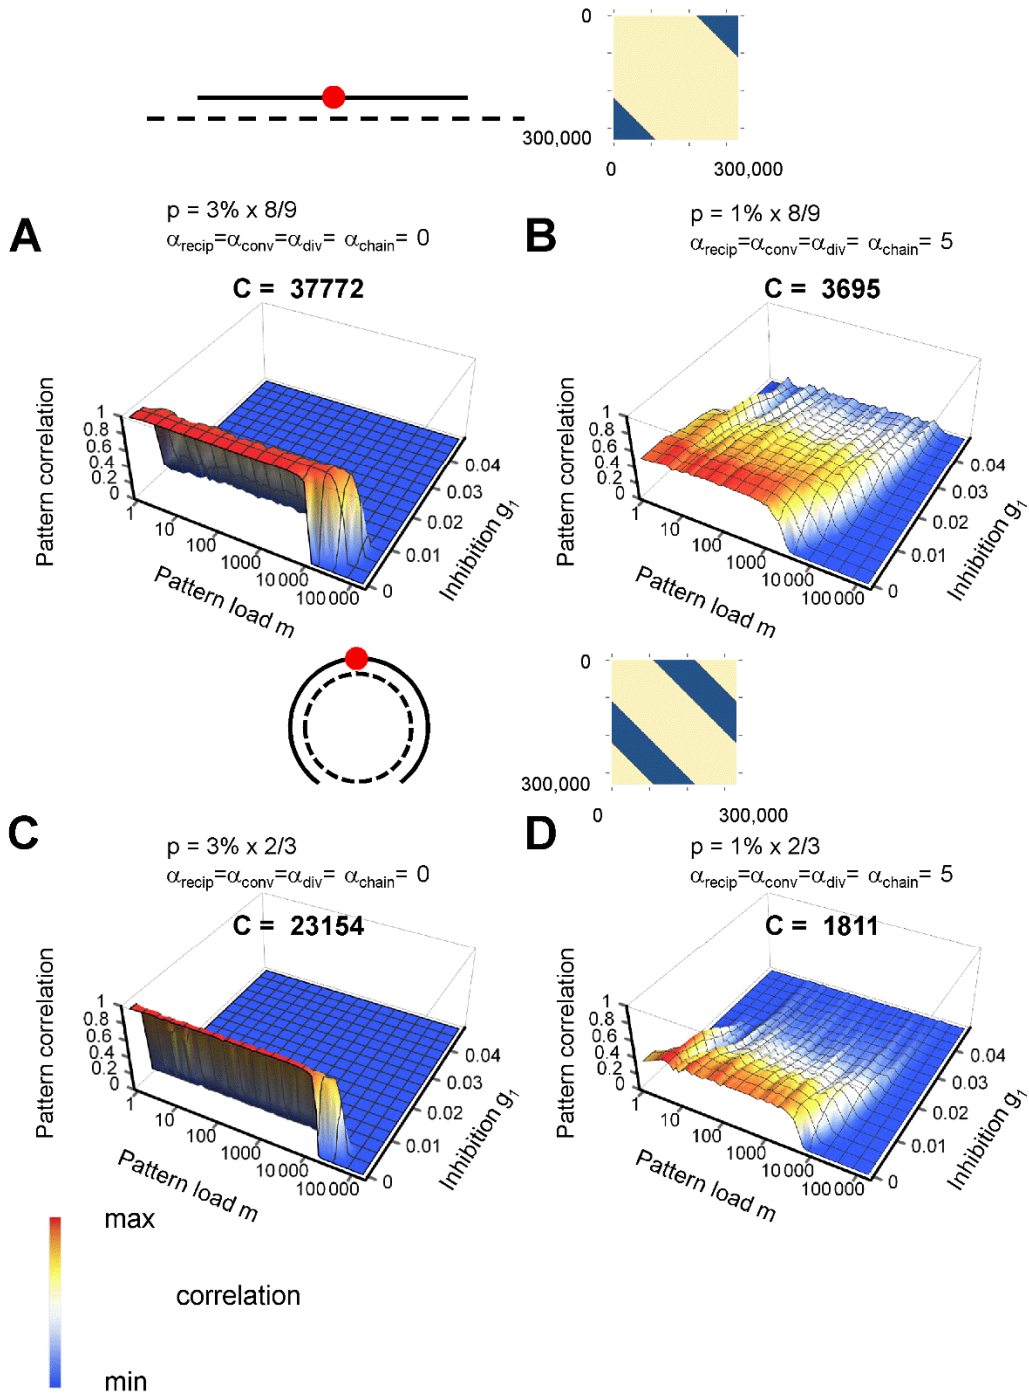 0
300,000
0 300,000
A
p = 3% x 8/9
αrecip=αconv=αdiv= αchain= 0
C = 37772
Pattern correlation
1
0.8
0.6
0.4
0.2
0
1
10
100
1000
10 000
100 000
Pattern load m
0
0.01
0.02
0.03
0.04
Inhibition g1
B
p = 1% x 8/9
αrecip=αconv=αdiv= αchain= 5
C = 3695
Pattern correlation
1
0.8
0.6
0.4
0.2
0
1
10
100
1000
10 000
100 000
Pattern load m
0
0.01
0.02
0.03
0.04
Inhibition g1
0
300,000
0 300,000
C
p = 3% x 2/3
αrecip=αconv=αdiv= αchain= 0
C = 23154
Pattern correlation
1
0.8
0.6
0.4
0.2
0
1
10
100
1000
10 000
100 000
Pattern load m
0
0.01
0.02
0.03
0.04
Inhibition g1
D
p = 1% x 2/3
αrecip=αconv=αdiv= αchain= 5
C = 1811
Pattern correlation
1
0.8
0.6
0.4
0.2
0
1
10
100
1000
10 000
100 000
Pattern load m
0
0.01
0.02
0.03
0.04
Inhibition g1
max
correlation
min